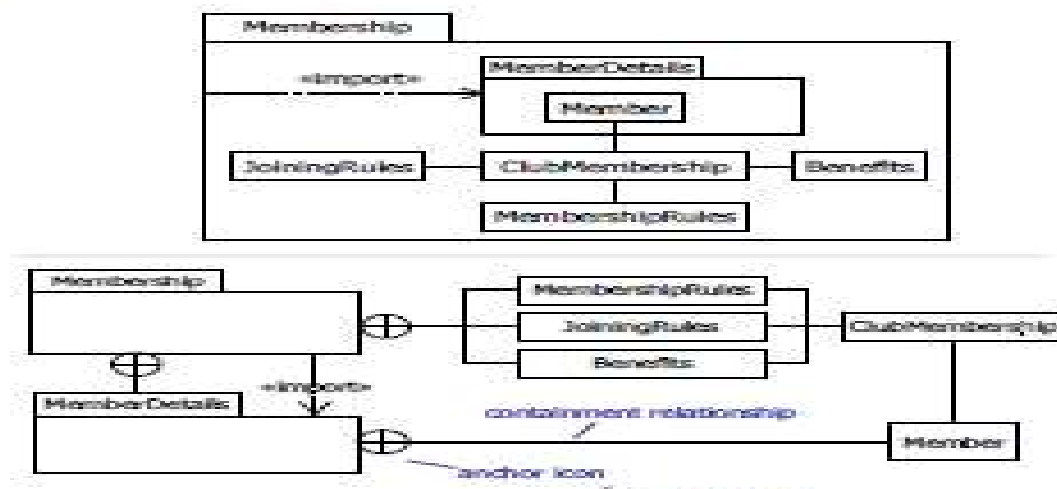 Membership
«import»
MemberDetails
Member
JoiningRules
ClubMembership
Benefits
MembershipRules
Membership
MembershipRules
JoiningRules
ClubMembership
Benefits
«import»
MemberDetails
containment relationship
Member
anchor icon